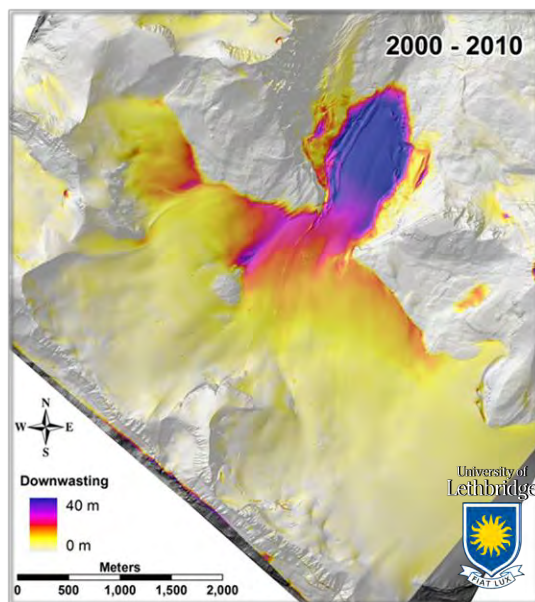 2000 - 2010
N
W E
S
Downwasting
40 m
0 m
Meters
0 500 1,000 1,500 2,000
University of
Lethbridge
FIAT LUX